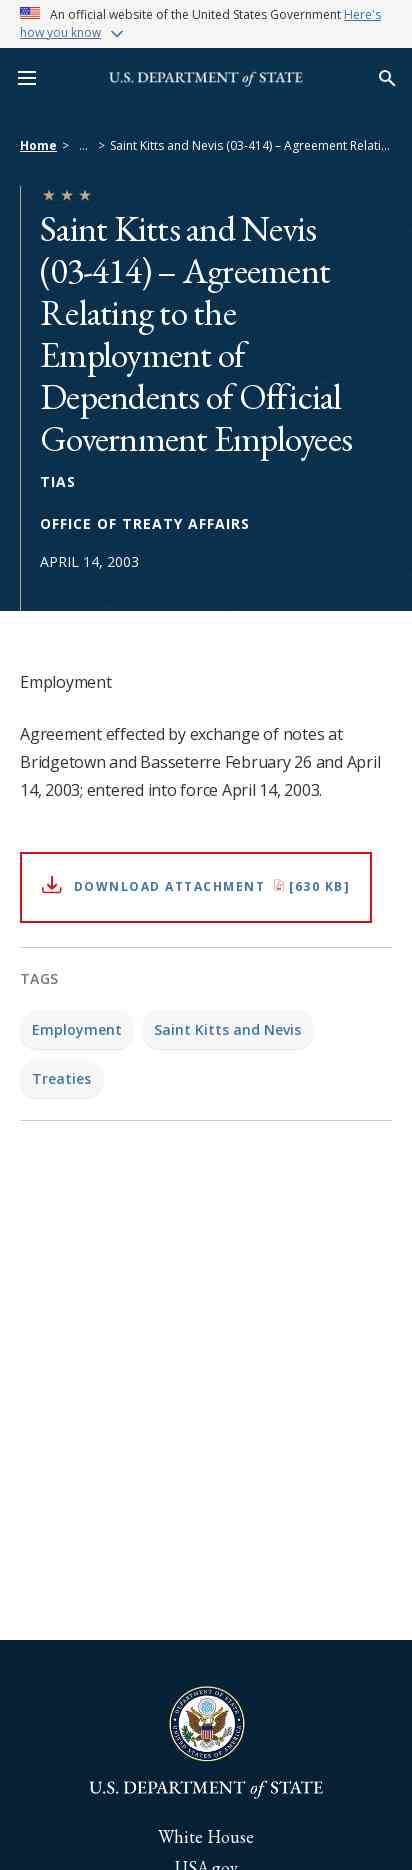 An official website of the United States Government Here's
how you know
U.S. DEPARTMENT of STATE
Home > ... > Saint Kitts and Nevis (03-414) – Agreement Relati...
Saint Kitts and Nevis
(03-414) – Agreement
Relating to the
Employment of
Dependents of Official
Government Employees
TIAS
OFFICE OF TREATY AFFAIRS
APRIL 14, 2003
Employment
Agreement effected by exchange of notes at
Bridgetown and Basseterre February 26 and April
14, 2003; entered into force April 14, 2003.
DOWNLOAD ATTACHMENT [630 KB]
TAGS
Employment Saint Kitts and Nevis
Treaties
DEPARTMENT OF STATE
UNITED STATES OF AMERICA
U.S. DEPARTMENT of STATE
White House
USA.gov